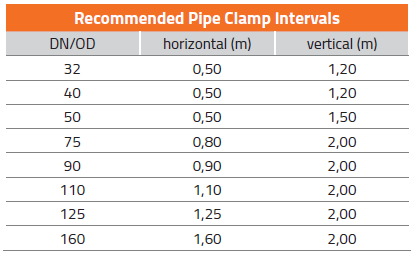 Recommended Pipe Clamp Intervals
DN/OD horizontal (m) vertical (m)
32 0,50 1,20
40 0,50 1,20
50 0,50 1,50
75 0,80 2,00
90 0,90 2,00
110 1,10 2,00
125 1,25 2,00
160 1,60 2,00